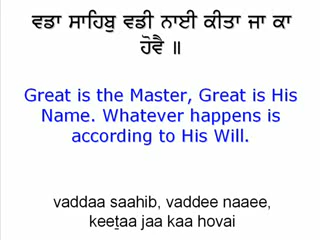 ਵਡਾ ਸਾਹਿਬੁ ਵਡੀ ਨਾਈ ਕੀਤਾ ਜਾ ਕਾ
ਹੋਵੈ ॥
Great is the Master, Great is His
Name. Whatever happens is
according to His Will.
vaddaa saahib, vaddee naaee,
keeṯaa jaa kaa hovai